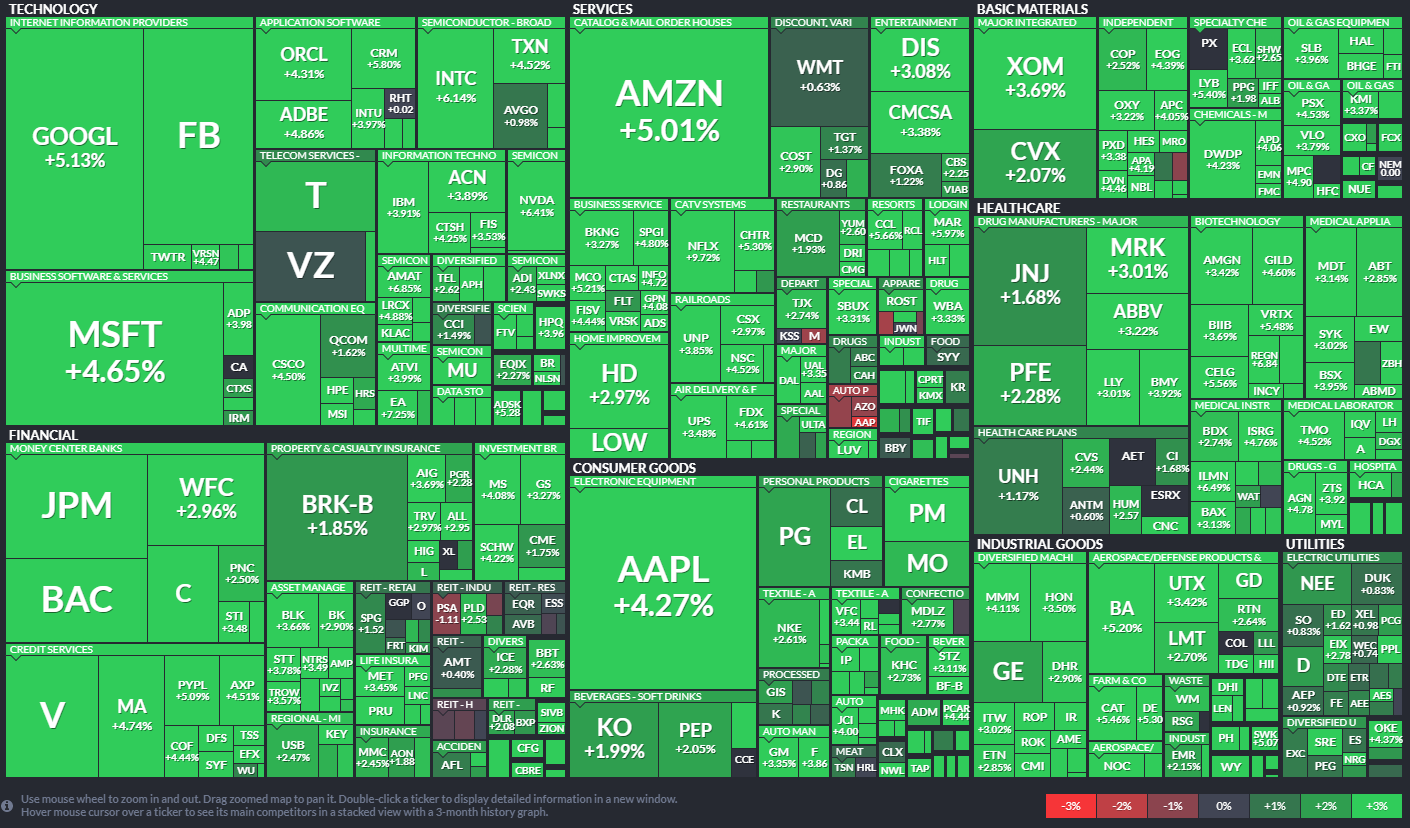 TECHNOLOGY
INTERNET INFORMATION PROVIDERS
GOOGL
+5.13%
FB
TWTR
VRSN
+4.47
APPLICATION SOFTWARE
ORCL
+4.31%
ADBE
+4.86%
CRM
+5.80%
INTU
+3.97%
RHT
+0.02
SEMICONDUCTOR - BROAD
INTC
+6.14%
TXN
+4.52%
AVGO
+0.98%
BUSINESS SOFTWARE & SERVICES
MSFT
+4.65%
ADP
+3.98
CA
CTXS
IRM
TELECOM SERVICES -
T
VZ
COMMUNICATION EQ
CSCO
+4.50%
QCOM
+1.62%
HPE
HRS
MSI
INFORMATION TECHNO
IBM
+3.91%
ACN
+3.89%
CTSH
+4.25%
FIS
+3.53%
SEMICON
NVDA
+6.41%
SEMICON
AMAT
+6.85%
LRCX
+4.88%
KLAC
DIVERSIFIED
TEL
+2.62
APH
SEMICON
ADI
+2.43
XLNX
SWKS
DIVERSIFIE
CCI
+1.49%
SCIEN
FTV
HPQ
+3.96
MULTIME
ATVI
+3.99%
EA
+7.25%
SEMICON
MU
DATA STO
EQIX
+2.27%
BR
NLSN
ADSK
+5.28
SERVICES
CATALOG & MAIL ORDER HOUSES
AMZN
+5.01%
DISCOUNT, VARI
WMT
+0.63%
COST
+2.90%
TGT
+1.37%
DG
+0.86
ENTERTAINMENT
DIS
+3.08%
CMCSA
+3.38%
FOXA
+1.22%
CBS
+2.25
VIAB
BUSINESS SERVICE
BKNG
+3.27%
SPGI
+4.80%
MCO
+5.21%
CTAS
INFO
+4.72
FISV
+4.44%
FLT
GPN
+4.08
VRSK
ADS
CATV SYSTEMS
NFLX
+9.72%
CHTR
+5.30%
RESTAURANTS
MCD
+1.93%
YUM
+2.60
DRI
CMG
RESORTS
CCL
+5.66%
RCL
LODGIN
MAR
+5.97%
HLT
RAILROADS
UNP
+3.85%
CSX
+2.97%
NSC
+4.52%
DEPART
TJX
+2.74%
KSS
M
SPECIAL
SBUX
+3.31%
APPARE
ROST
JWN
DRUG
WBA
+3.33%
HOME IMPROVEM
HD
+2.97%
LOW
AIR DELIVERY & F
UPS
+3.48%
FDX
+4.61%
MAJOR
DAL
UAL
+3.35
AAL
DRUGS
ABC
CAH
INDUST
FOOD
SYY
AUTO P
AZO
AAP
CPRT
KMX
KR
SPECIAL
ULTA
REGION
LUV
TIF
BBY
BASIC MATERIALS
MAJOR INTEGRATED
XOM
+3.69%
CVX
+2.07%
INDEPENDENT
COP
+2.52%
EOG
+4.39%
OXY
+3.22%
APC
+4.05%
PXD
+3.38
HES
MRO
APA
+4.19
DVN
+4.46
NBL
SPECIALTY CHE
PX
ECL
+3.62
SHW
+2.65
LYB
+5.40%
PPG
+1.98
IFF
ALB
CHEMICALS - M
DWDP
+4.23%
APD
+4.06
EMN
FMC
OIL & GAS EQUIPMEN
SLB
+3.96%
HAL
BHGE
FTI
OIL & GA
PSX
+4.53%
VLO
+3.79%
MPC
+4.90
HFC
OIL & GAS
KMI
+3.37%
CXO
FCX
CF
NEM
0.00
NUE
HEALTHCARE
DRUG MANUFACTURERS - MAJOR
JNJ
+1.68%
PFE
+2.28%
MRK
+3.01%
ABBV
+3.22%
LLY
+3.01%
BMY
+3.92%
BIOTECHNOLOGY
AMGN
+3.42%
GILD
+4.60%
BIIB
+3.69%
VRTX
+5.48%
CELG
+5.56%
REGN
+6.84
INCY
MEDICAL APPLIA
MDT
+3.14%
ABT
+2.85%
SYK
+3.02%
EW
ZBH
BSX
+3.95%
ABMD
HEALTH CARE PLANS
UNH
+1.17%
CVS
+2.44%
AET
CI
+1.68%
ANTM
+0.60%
HUM
+2.57
ESRX
CNC
MEDICAL INSTR
BDX
+2.74%
ISRG
+4.76%
ILMN
+6.49%
WAT
BAX
+3.13%
MEDICAL LABORATOR
TMO
+4.52%
IQV
LH
A
DGX
DRUGS - G
AGN
+4.78
ZTS
+3.92
MYL
HOSPITA
HCA
FINANCIAL
MONEY CENTER BANKS
JPM
WFC
+2.96%
BAC
C
PNC
+2.50%
STI
+3.48
CREDIT SERVICES
V
MA
+4.74%
PYPL
+5.09%
AXP
+4.51%
COF
+4.44%
DFS
TSS
EFX
SYF
WU
PROPERTY & CASUALTY INSURANCE
BRK-B
+1.85%
AIG
+3.69%
PGR
+2.28
TRV
+2.97%
ALL
+2.95
HIG
XL
L
INVESTMENT BR
MS
+4.08%
GS
+3.27%
SCHW
+4.22%
CME
+1.75%
ASSET MANAGE
BLK
+3.66%
BK
+2.90%
STT
+3.78%
NTRS
+3.49
AMP
TROW
+3.57%
IVZ
REIT - RETAI
SPG
+1.52
GGP
O
FRT
KIM
REIT - INDU
PSA
-1.11
PLD
+2.53
REIT - RES
EQR
ESS
AVB
LIFE INSURA
MET
+3.45%
PFG
LNC
PRU
REIT -
AMT
+0.40%
DIVERS
ICE
+2.28%
BBT
+2.63%
RF
REGIONAL - MI
USB
+2.47%
KEY
INSURANCE
MMC
+2.45%
AON
+1.88
REIT - H
REIT -
DLR
+2.08
BXP
SIVB
ZION
ACCIDEN
AFL
CFG
CBRE
CONSUMER GOODS
ELECTRONIC EQUIPMENT
AAPL
+4.27%
BEVERAGES - SOFT DRINKS
KO
+1.99%
PEP
+2.05%
CCE
PERSONAL PRODUCTS
PG
CL
EL
KMB
CIGARETTES
PM
MO
TEXTILE - A
NKE
+2.61%
TEXTILE - A
VFC
+3.44
RL
CONFECTIO
MDLZ
+2.77%
PACKA
IP
FOOD -
KHC
+2.73%
BEVER
STZ
+3.11%
BF-B
PROCESSED
GIS
K
AUTO
JCI
+4.00
MHK
ADM
PCAR
+4.44
AUTO MAN
GM
+3.35%
F
+3.86
MEAT
TSN
HRL
CLX
NWL
TAP
INDUSTRIAL GOODS
DIVERSIFIED MACHI
MMM
+4.11%
HON
+3.50%
GE
DHR
+2.90%
ITW
+3.02%
ROP
IR
ROK
AME
ETN
+2.85%
CMI
AEROSPACE/DEFENSE PRODUCTS &
BA
+5.20%
UTX
+3.42%
GD
LMT
+2.70%
RTN
+2.64%
COL
LLL
TDG
HII
FARM & CO
CAT
+5.46%
DE
+5.30
WASTE
WM
RSG
DHI
LEN
AEROSPACE/
NOC
INDUST
EMR
+2.15%
PH
SWK
+5.07
WY
UTILITIES
ELECTRIC UTILITIES
NEE
DUK
+0.83%
SO
+0.83%
ED
+1.62
XEL
+0.98
PCG
D
EIX
+2.78
WEC
+0.74
PPL
DTE
ETR
AEP
+0.92%
FE
AEE
AES
DIVERSIFIED U
EXC
SRE
ES
PEG
NRG
OKE
+4.37%
Use mouse wheel to zoom in and out. Drag zoomed map to pan it. Double-click a ticker to display detailed information in a new window.
Hover mouse cursor over a ticker to see its main competitors in a stacked view with a 3-month history graph.
-3%
-2%
-1%
0%
+1%
+2%
+3%